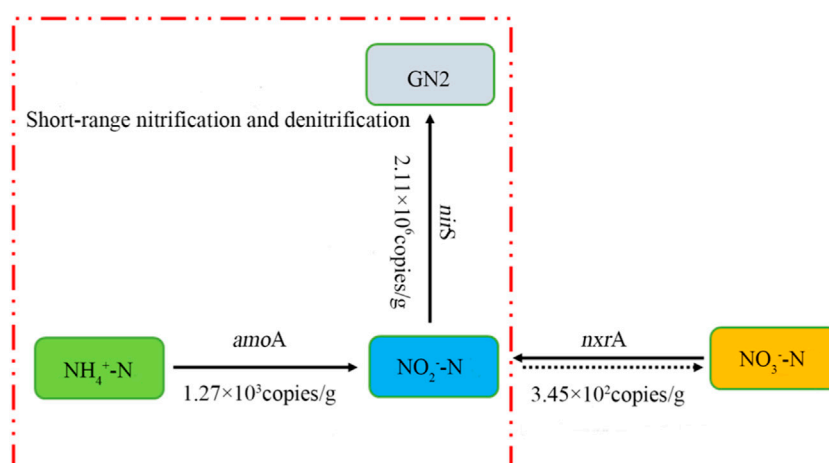 GN2
Short-range nitrification and denitrification
2.11×10⁶copies/g
nirS
amoA
nxrA
NH₄⁺-N
NO₂⁻-N
NO₃⁻-N
1.27×10³copies/g
3.45×10²copies/g